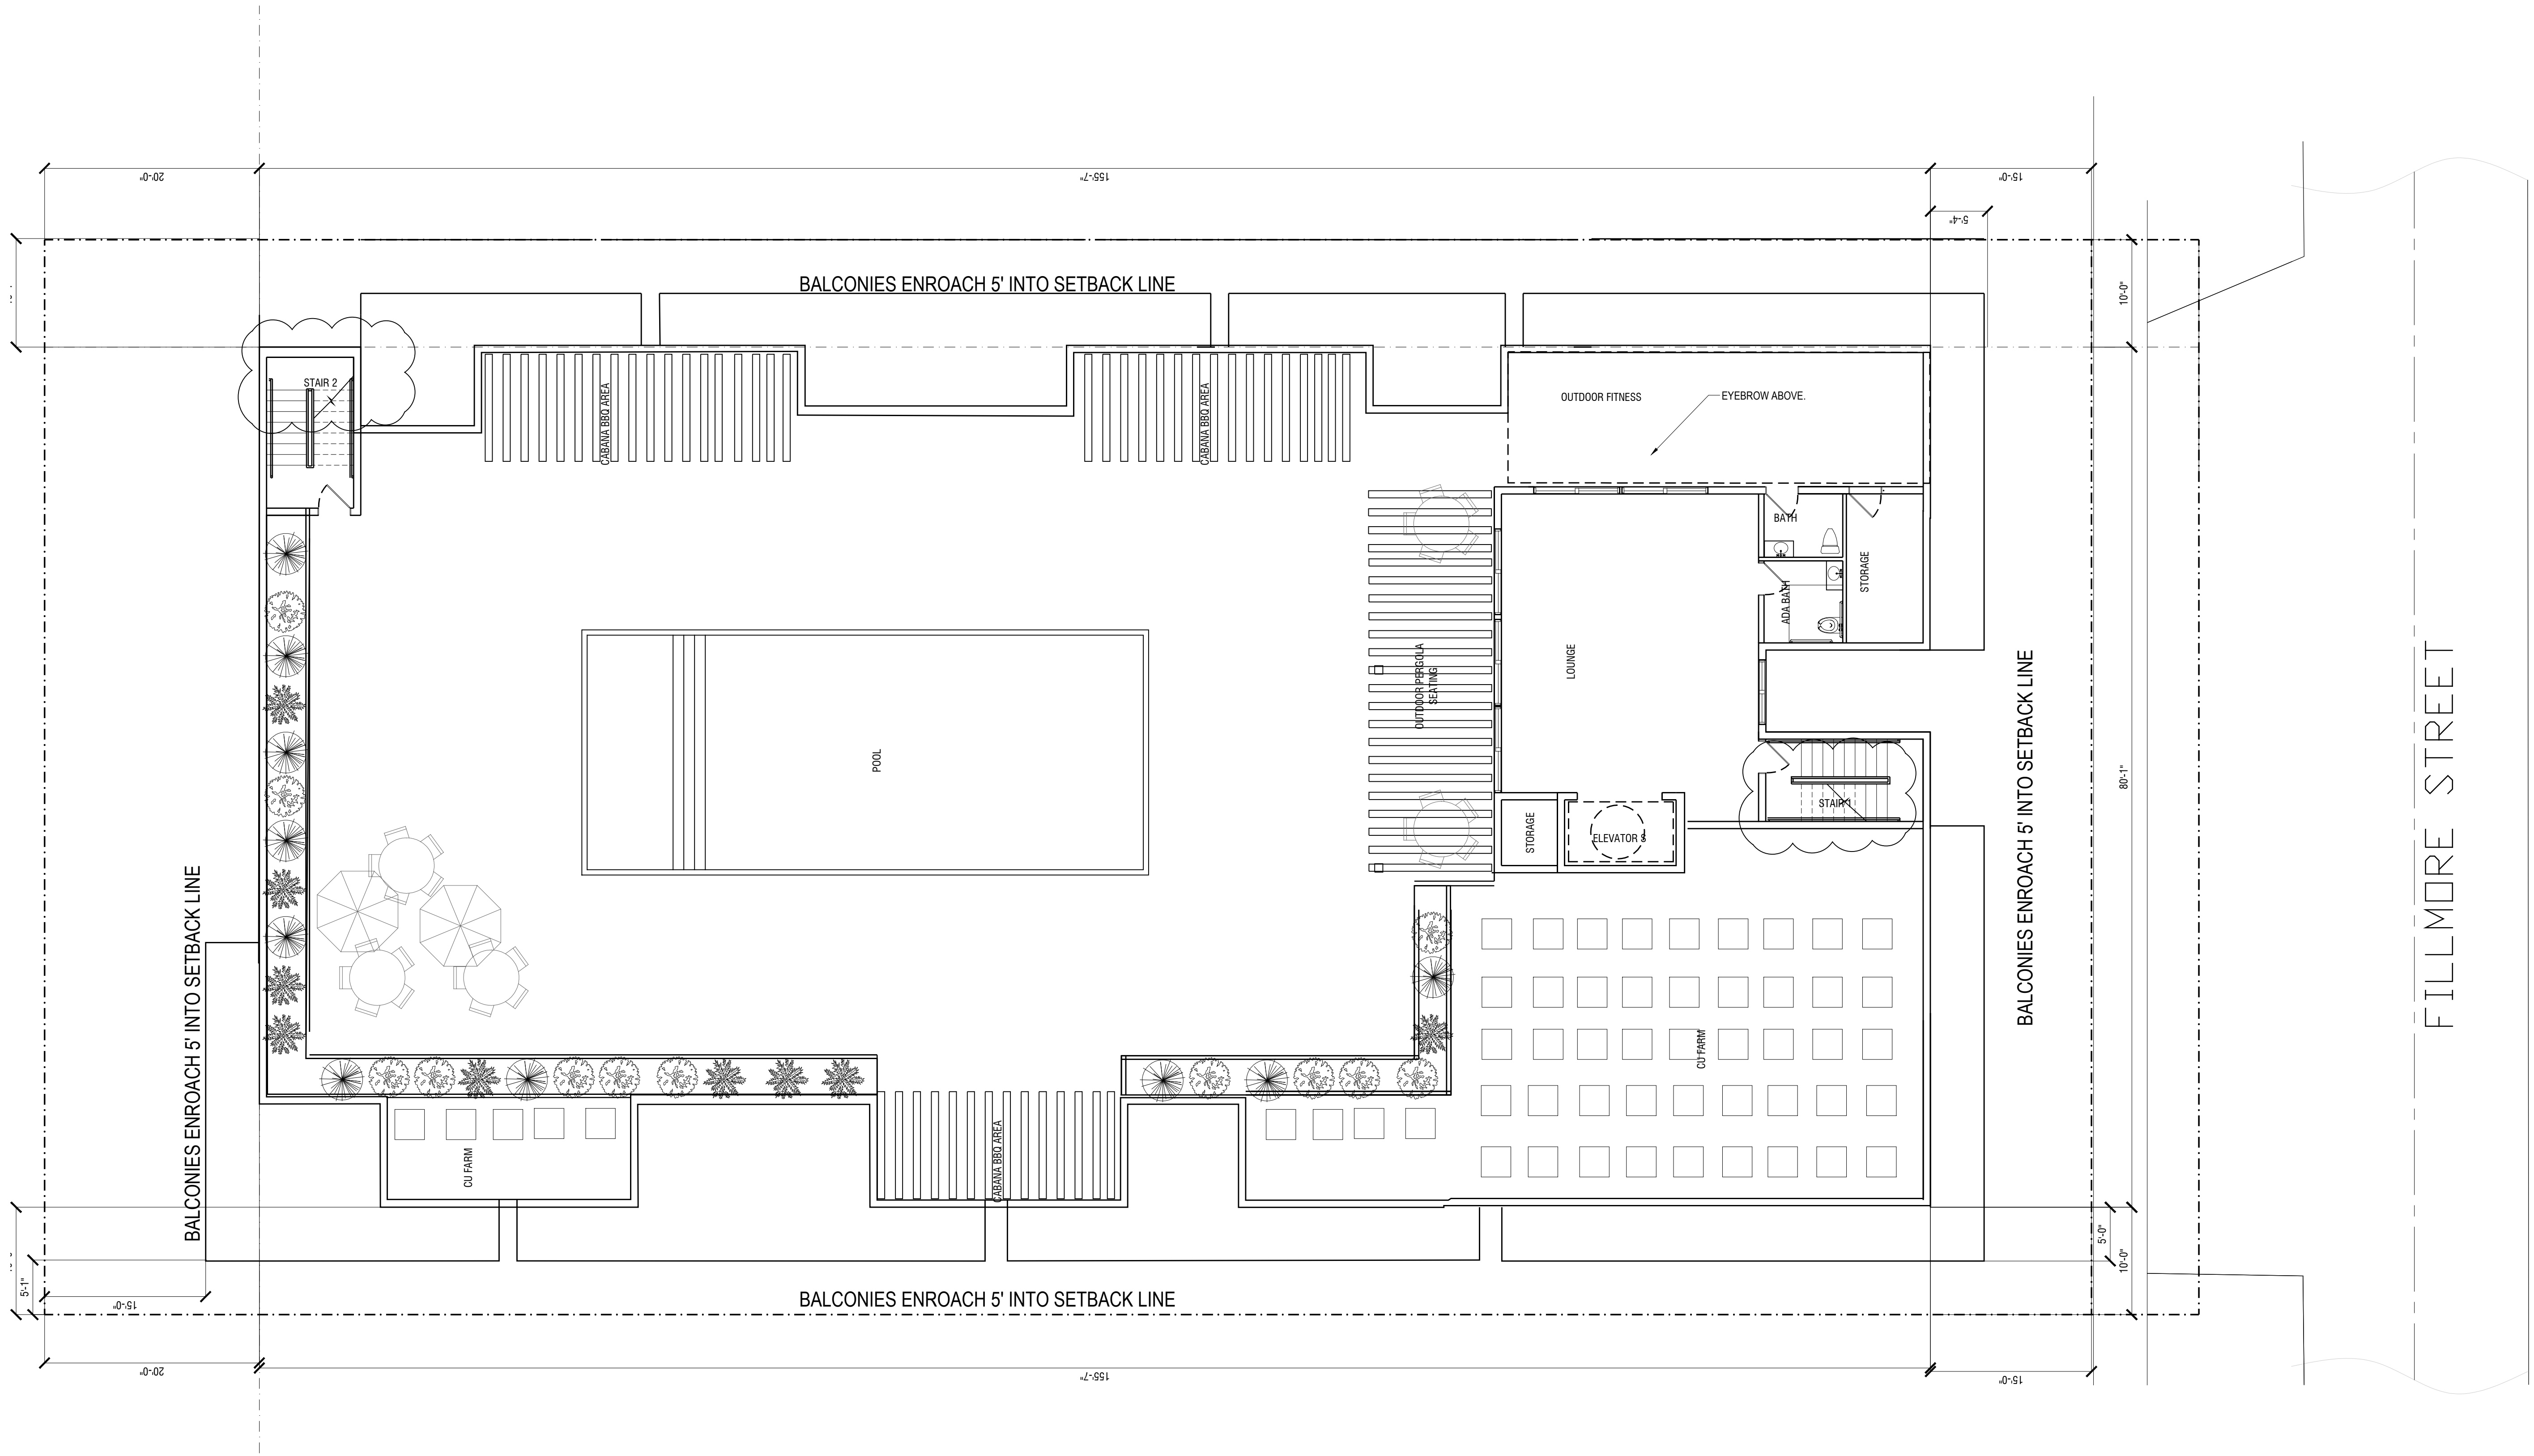 20'-0"
155'-7"
15'-0"
5'-4"
BALCONIES ENROACH 5' INTO SETBACK LINE
10'-0"
STAIR 2
CABANA BBQ AREA
CABANA BBQ AREA
OUTDOOR FITNESS
EYEBROW ABOVE.
BATH
STORAGE
ADA BATH
LOUNGE
OUTDOOR PERGOLA
SEATING
POOL
STAIR 1
STORAGE
ELEVATOR S
BALCONIES ENROACH 5' INTO SETBACK LINE
80'-1"
FILLMORE STREET
BALCONIES ENROACH 5' INTO SETBACK LINE
CU FARM
CU FARM
CABANA BBQ AREA
5'-0"
10'-0"
5'-1"
15'-0"
BALCONIES ENROACH 5' INTO SETBACK LINE
20'-0"
155'-7"
15'-0"